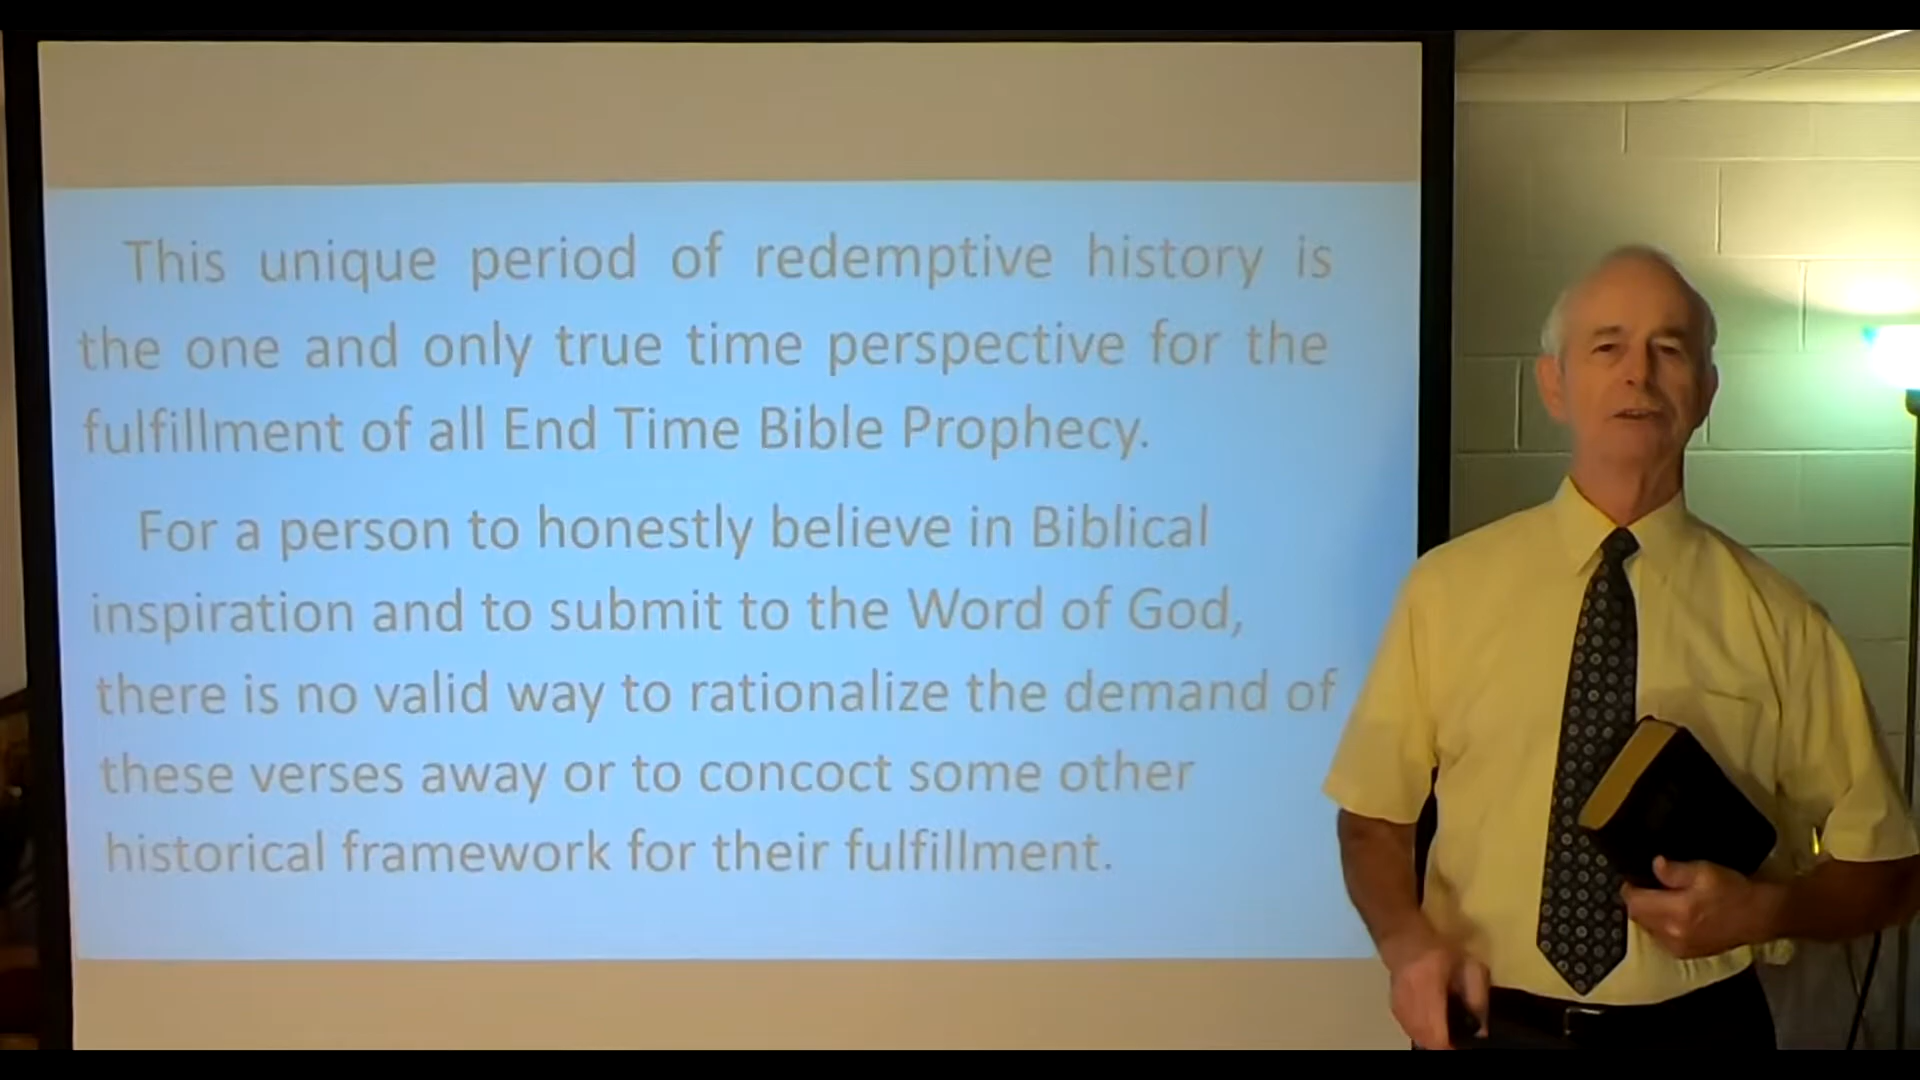 This unique period of redemptive history is
the one and only true time perspective for the
fulfillment of all End Time Bible Prophecy.
For a person to honestly believe in Biblical
inspiration and to submit to the Word of God,
there is no valid way to rationalize the demand of
these verses away or to concoct some other
historical framework for their fulfillment.